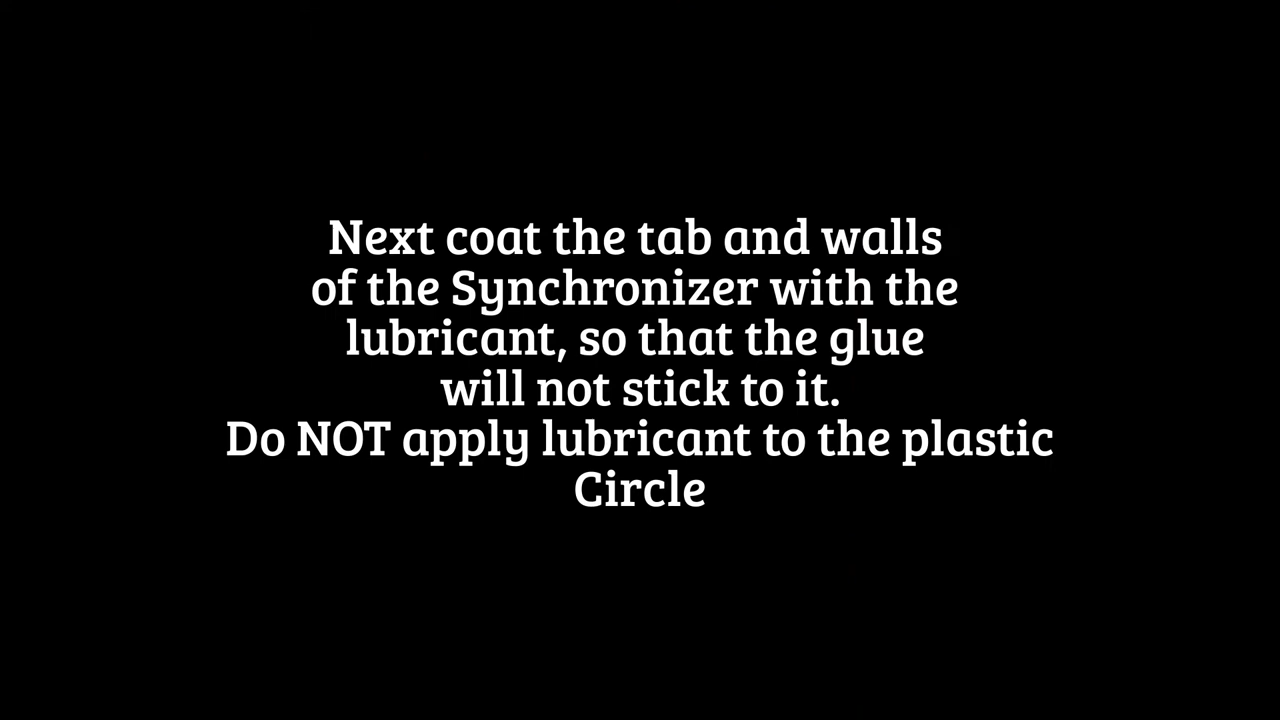 Next coat the tab and walls
of the Synchronizer with the
lubricant, so that the glue
will not stick to it.
Do NOT apply lubricant to the plastic
Circle